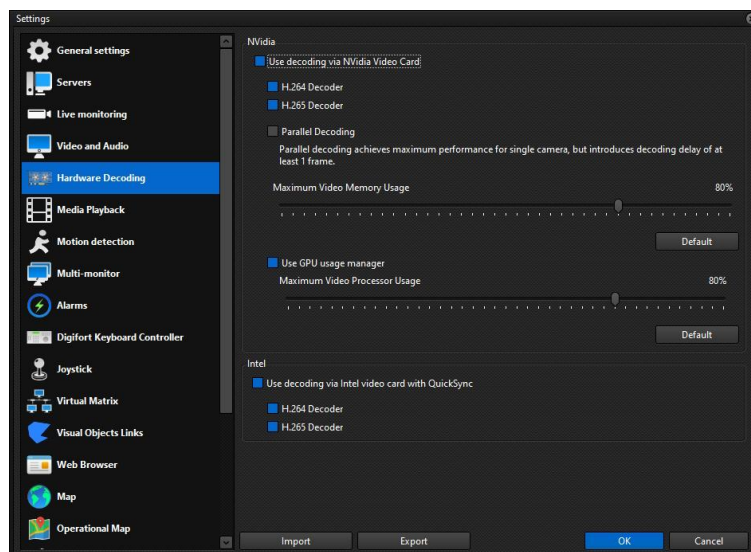 Settings
General settings
Servers
Live monitoring
Video and Audio
Hardware Decoding
Media Playback
Motion detection
Multi-monitor
Alarms
Digifort Keyboard Controller
Joystick
Virtual Matrix
Visual Objects Links
Web Browser
Map
Operational Map
NVidia
Use decoding via NVidia Video Card
H.264 Decoder
H.265 Decoder
Parallel Decoding
Parallel decoding achieves maximum performance for single camera, but introduces decoding delay of at
least 1 frame.
Maximum Video Memory Usage 80%
Default
Use GPU usage manager
Maximum Video Processor Usage 80%
Default
Intel
Use decoding via Intel video card with QuickSync
H.264 Decoder
H.265 Decoder
Import Export OK Cancel